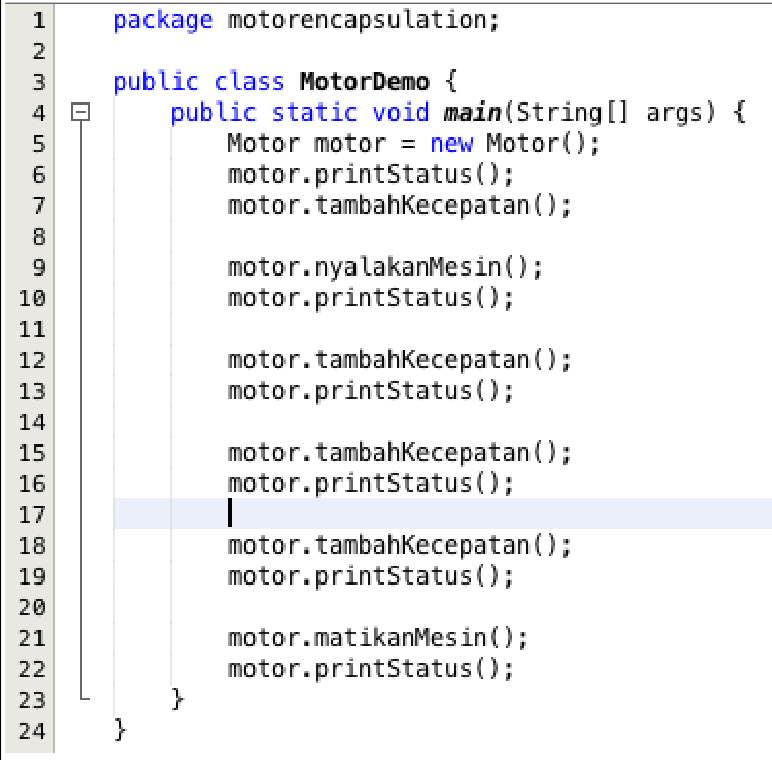 1 package motorencapsulation;
2
3 public class MotorDemo {
4 public static void main(String[] args) {
5 Motor motor = new Motor();
6 motor.printStatus();
7 motor.tambahKecepatan();
8
9 motor.nyalakanMesin();
10 motor.printStatus();
11
12 motor.tambahKecepatan();
13 motor.printStatus();
14
15 motor.tambahKecepatan();
16 motor.printStatus();
17
18 motor.tambahKecepatan();
19 motor.printStatus();
20
21 motor.matikanMesin();
22 motor.printStatus();
23 }
24 }